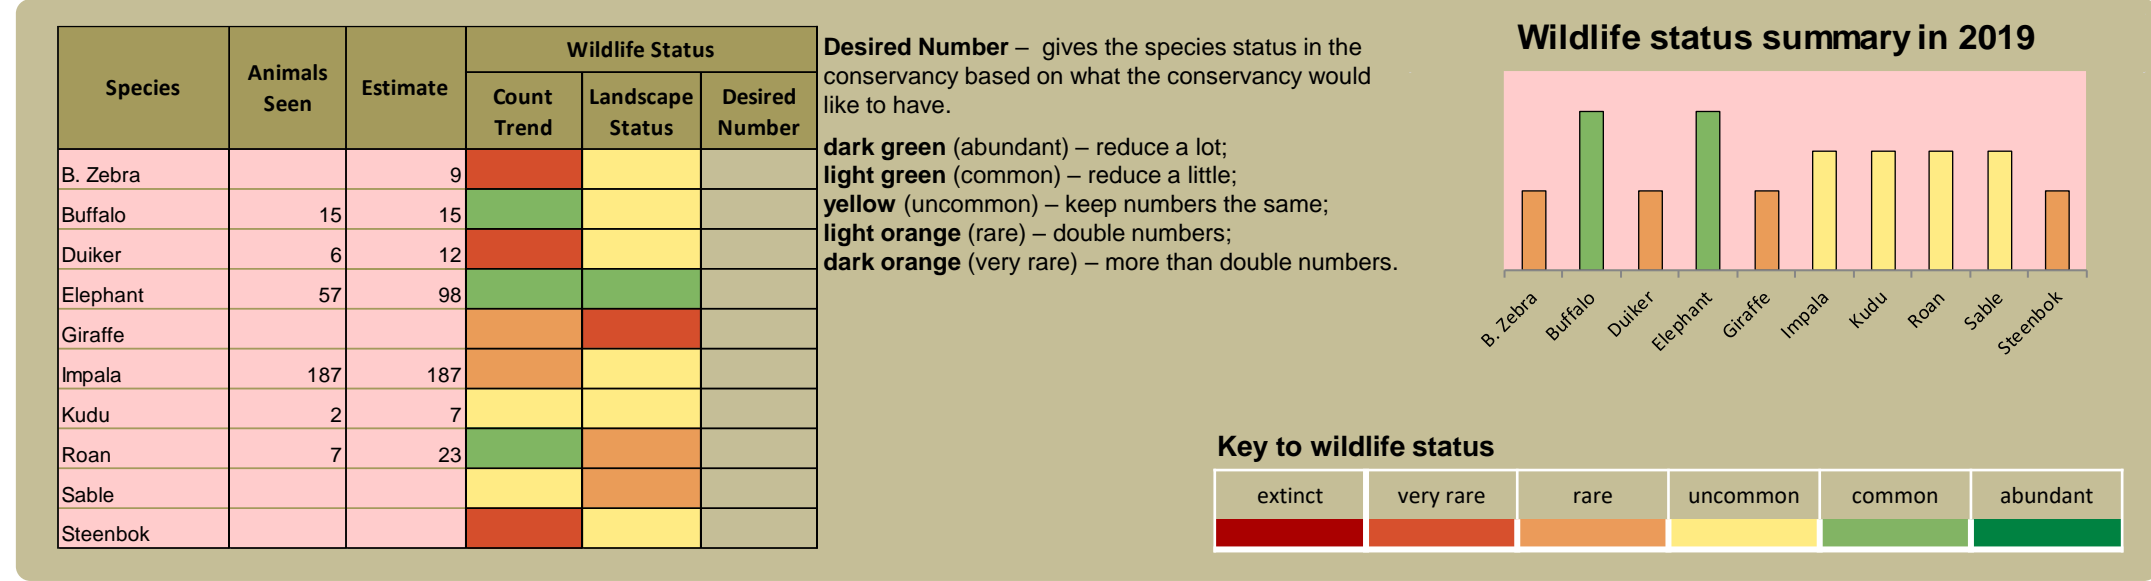 Species Animals Seen Estimate Wildlife Status
Count Trend Landscape Status Desired Number
B. Zebra 9
Buffalo 15 15
Duiker 6 12
Elephant 57 98
Giraffe
Impala 187 187
Kudu 2 7
Roan 7 23
Sable
Steenbok
Desired Number – gives the species status in the
conservancy based on what the conservancy would
like to have.
dark green (abundant) – reduce a lot;
light green (common) – reduce a little;
yellow (uncommon) – keep numbers the same;
light orange (rare) – double numbers;
dark orange (very rare) – more than double numbers.
Wildlife status summary in 2019
B. Zebra Buffalo Duiker Elephant Giraffe Impala Kudu Roan Sable Steenbok
Key to wildlife status
extinct very rare rare uncommon common abundant